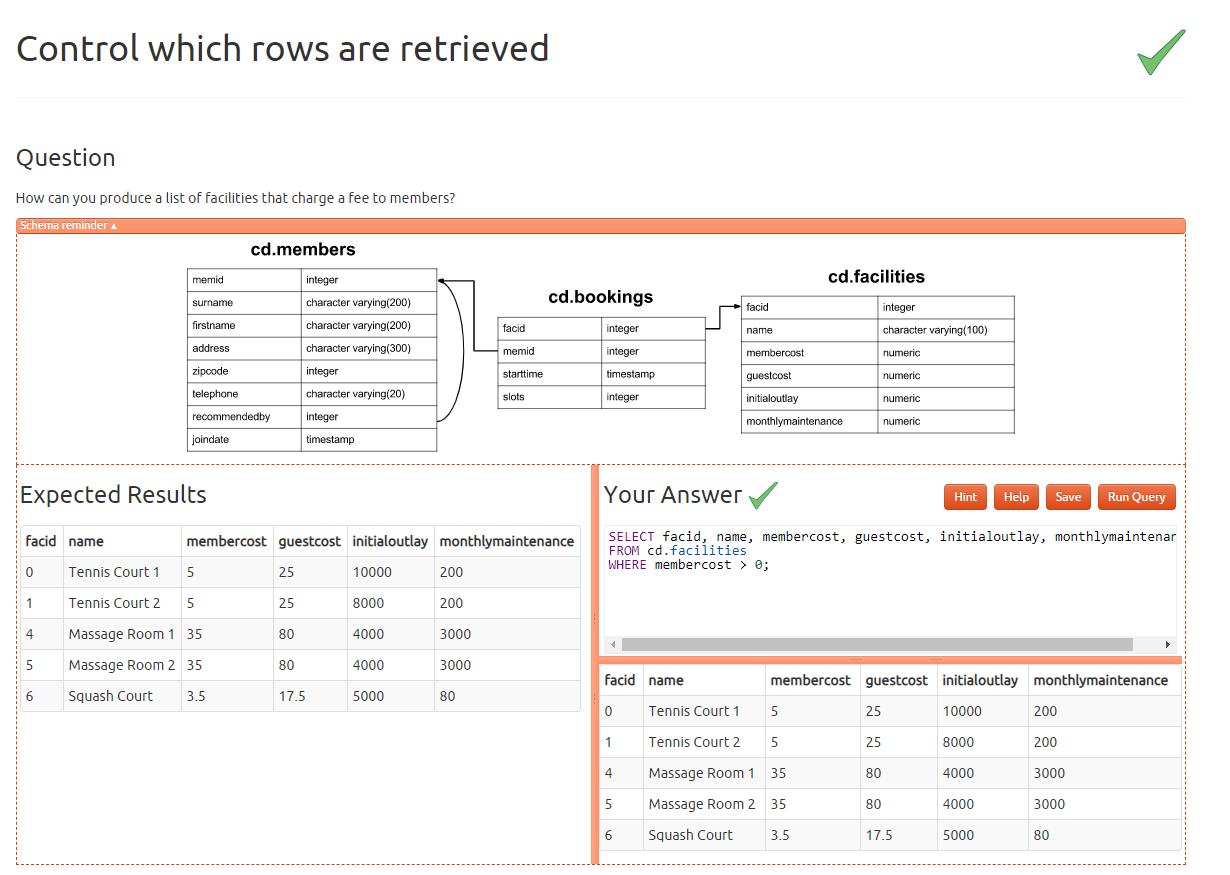 Control which rows are retrieved
Question
How can you produce a list of facilities that charge a fee to members?
Schema reminder ▲
cd.members
memid integer
surname character varying(200)
firstname character varying(200)
address character varying(300)
zipcode integer
telephone character varying(20)
recommendedby integer
joindate timestamp
cd.bookings
facid integer
memid integer
starttime timestamp
slots integer
cd.facilities
facid integer
name character varying(100)
membercost numeric
guestcost numeric
initialoutlay numeric
monthlymaintenance numeric
Expected Results
facid name membercost guestcost initialoutlay monthlymaintenance
0 Tennis Court 1 5 25 10000 200
1 Tennis Court 2 5 25 8000 200
4 Massage Room 1 35 80 4000 3000
5 Massage Room 2 35 80 4000 3000
6 Squash Court 3.5 17.5 5000 80
Your Answer
Hint Help Save Run Query
SELECT facid, name, membercost, guestcost, initialoutlay, monthlymaintenar
FROM cd.facilities
WHERE membercost > 0;
facid name membercost guestcost initialoutlay monthlymaintenance
0 Tennis Court 1 5 25 10000 200
1 Tennis Court 2 5 25 8000 200
4 Massage Room 1 35 80 4000 3000
5 Massage Room 2 35 80 4000 3000
6 Squash Court 3.5 17.5 5000 80